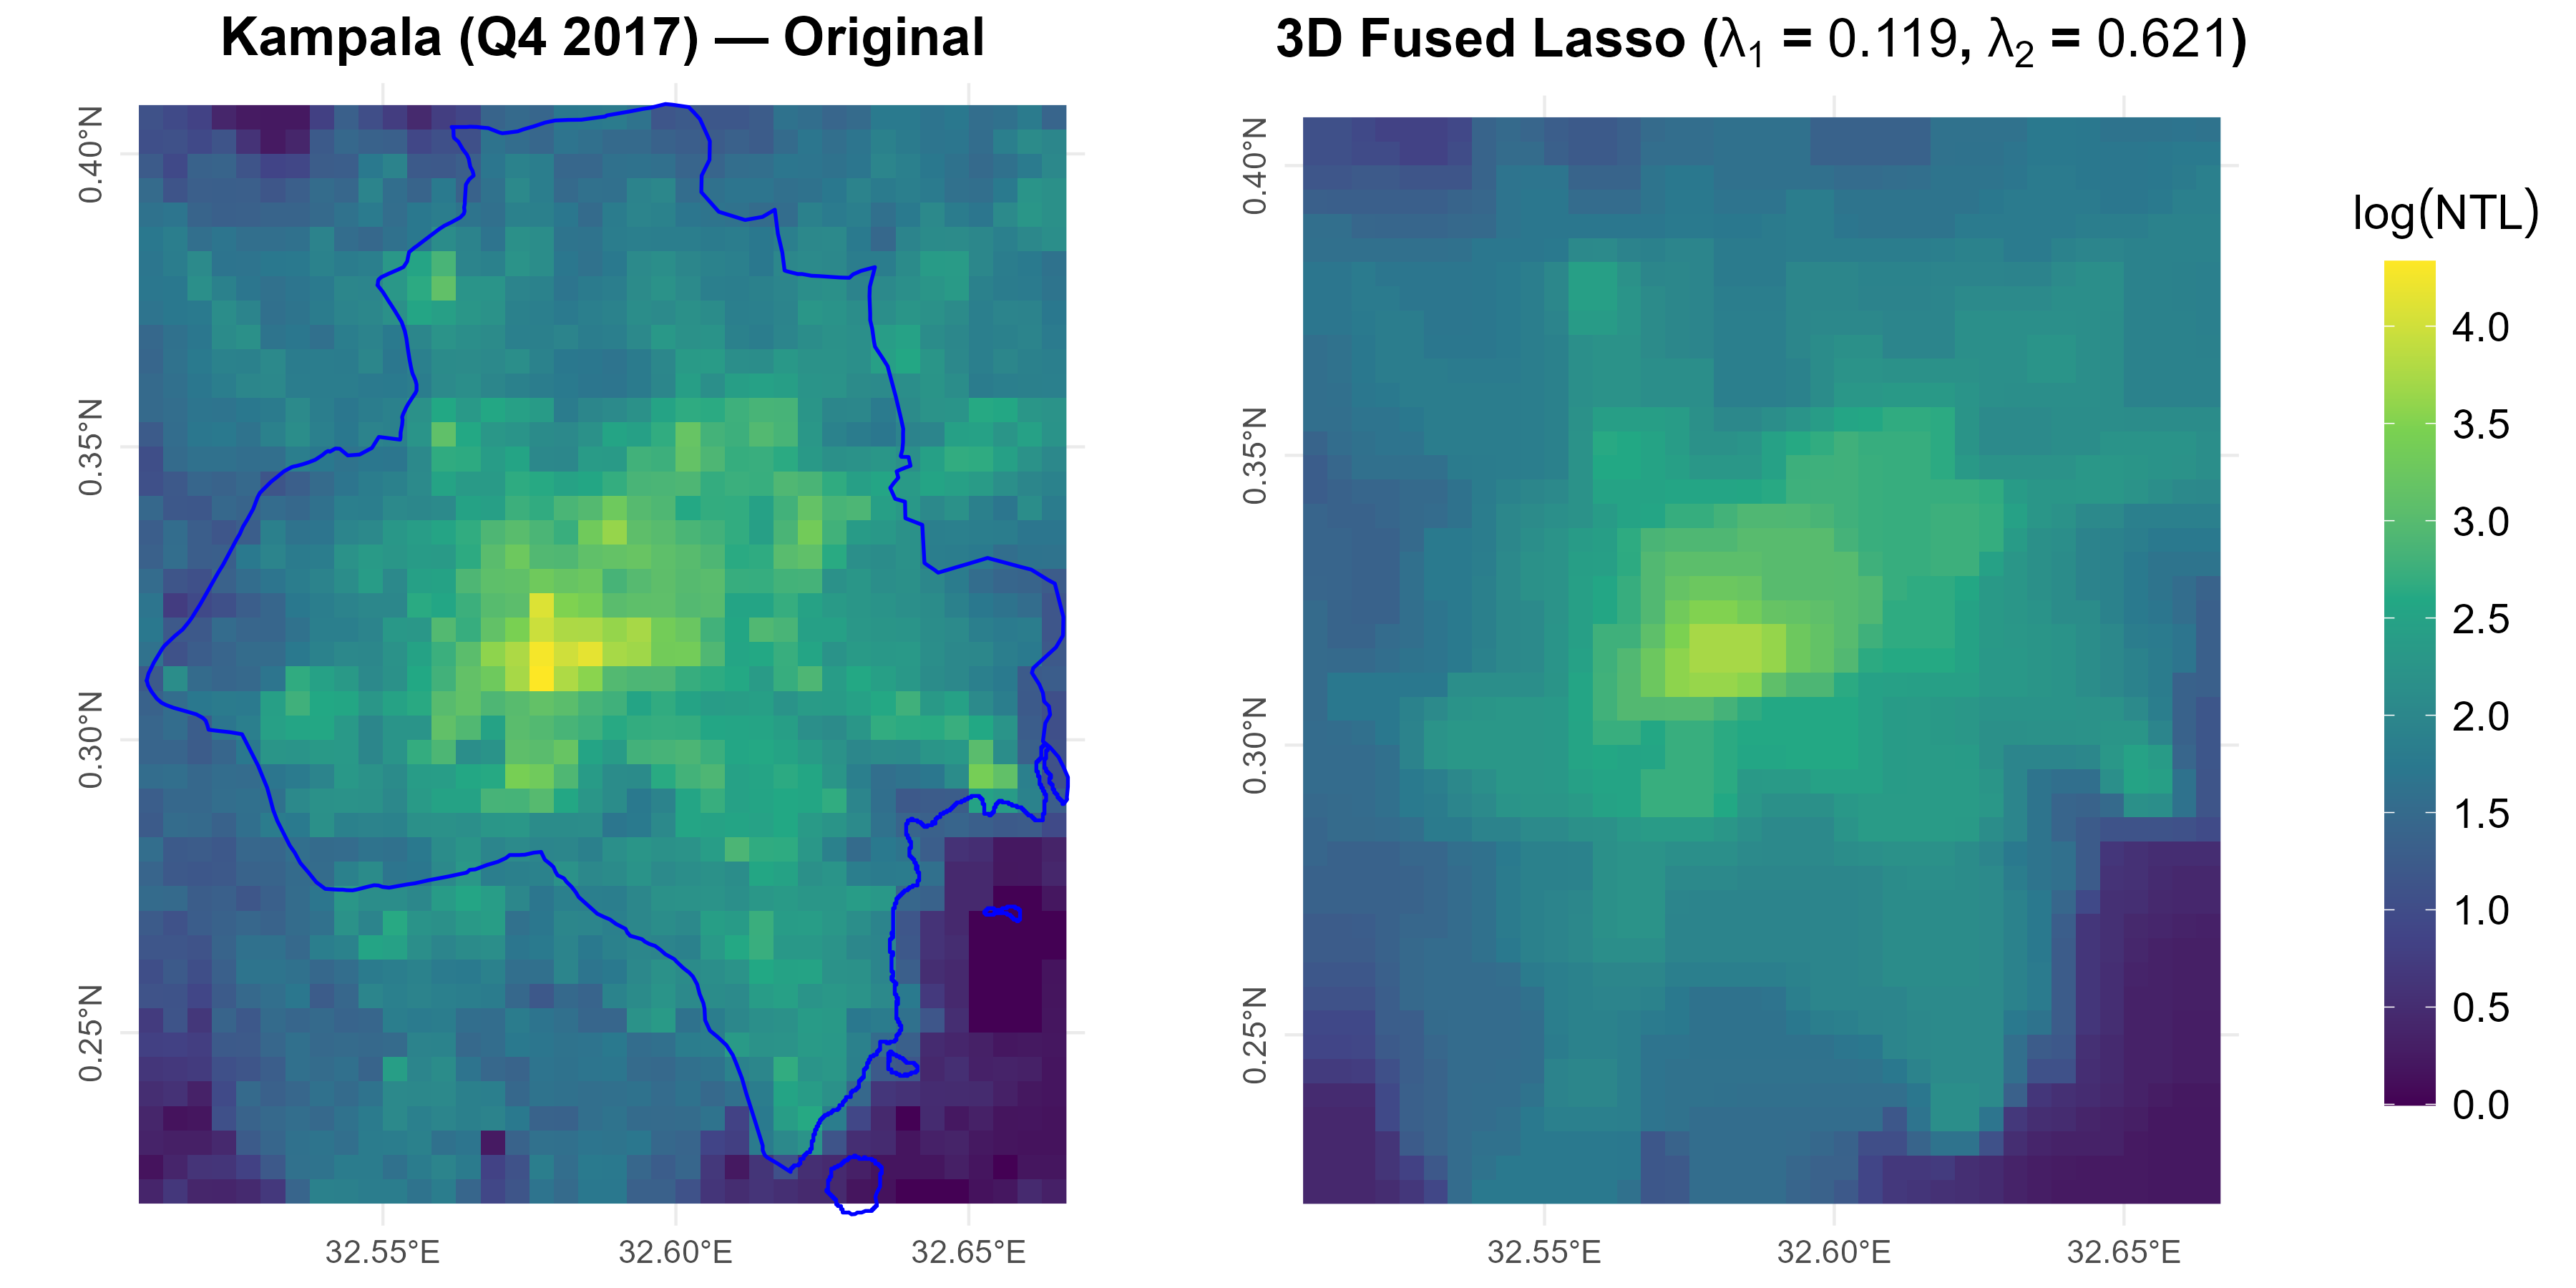 Kampala (Q4 2017) — Original
0.40°N
0.35°N
0.30°N
0.25°N
32.55°E 32.60°E 32.65°E
3D Fused Lasso (λ₁ = 0.119, λ₂ = 0.621)
0.40°N
0.35°N
0.30°N
0.25°N
32.55°E 32.60°E 32.65°E
log(NTL)
4.0
3.5
3.0
2.5
2.0
1.5
1.0
0.5
0.0